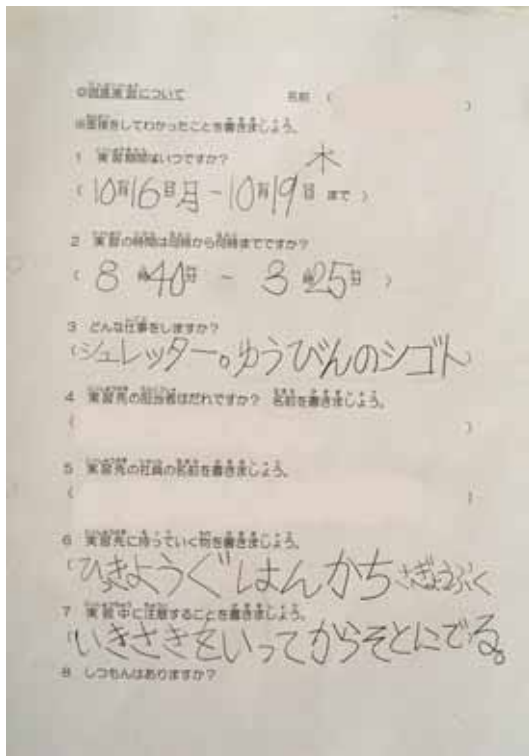 ◎現場実習について 名前 ( )
※面接をしてわかったことを書きましょう。
1 実習期間はいつですか?
木
( 10月16日月 ~ 10月19日 まで )
2 実習の時間は何時から何時までですか?
( 8時40分 ~ 3時25分 )
3 どんな仕事をしますか?
(シュレッター。ゆうびんのシゴト)
4 実習先の担当者はだれですか? 名前を書きましょう。
( )
5 実習先の社員の名前を書きましょう。
( )
6 実習先に持っていく物を書きましょう。
(ひっきようぐ はんかち さぎょうふく
7 実習中に注意することを書きましょう。
(いきさきをいってからそとにでる。
8 しつもんはありますか?